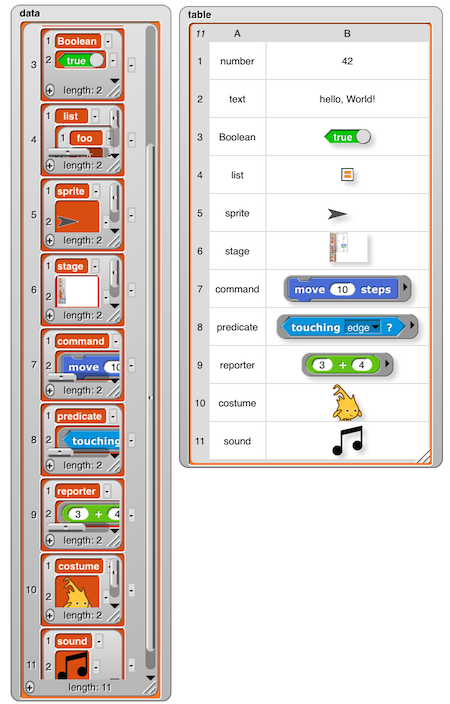 data
3
1 Boolean -
2 true -
+ length: 2
-
4
1 list -
2 1 foo
+ length: 2
-
5
1 sprite -
2
+ length: 2
-
6
1 stage -
2
+ length: 2
-
7
1 command -
2 move 10
+ length: 2
-
8
1 predicate -
2 touching
+ length: 2
-
9
1 reporter -
2 3 + 4
+ length: 2
-
10
1 costume -
2
+ length: 2
-
11
1 sound -
2 -
-
+ length: 11
table
11 A B
1 number 42
2 text hello, World!
3 Boolean true
4 list
5 sprite
6 stage
7 command move 10 steps
8 predicate touching edge ?
9 reporter 3 + 4
10 costume
11 sound